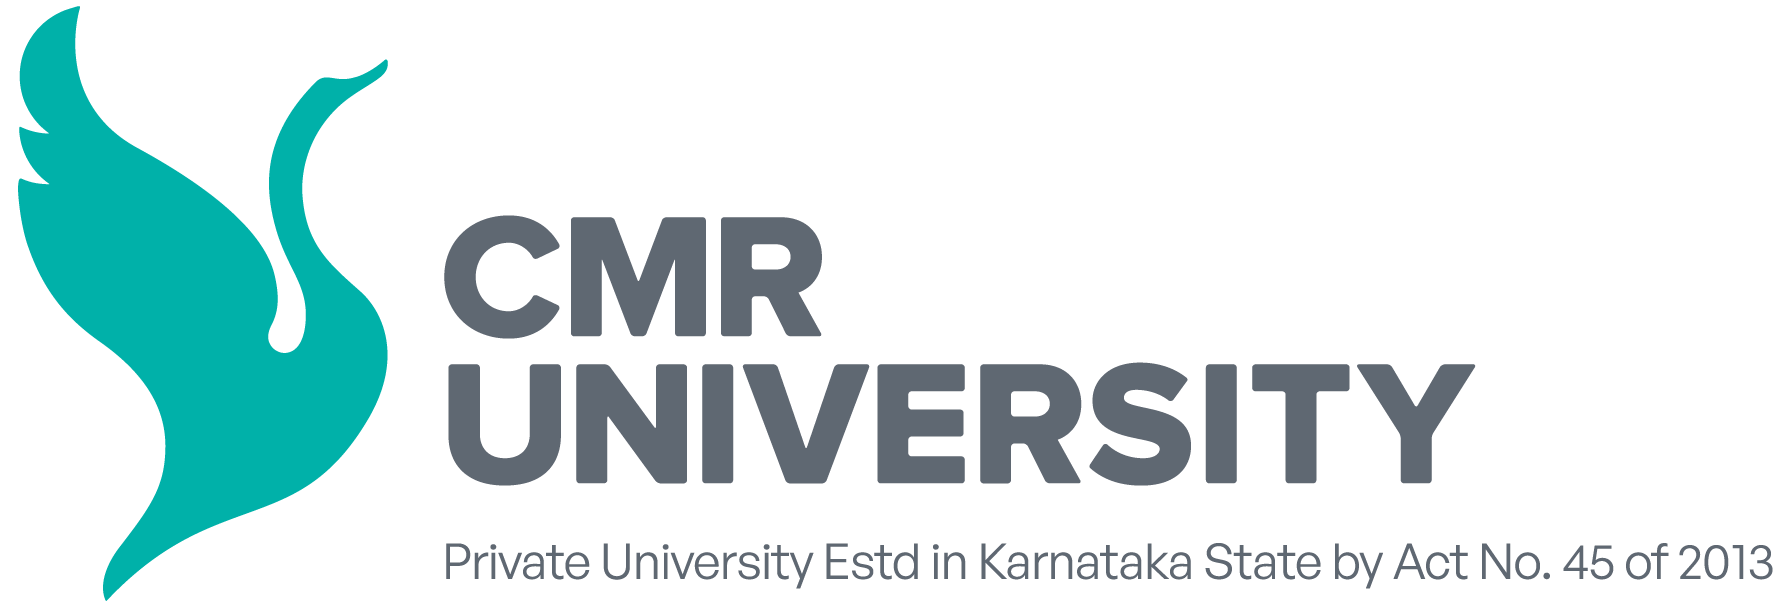 CMR
UNIVERSITY
Private University Estd in Karnataka State by Act No. 45 of 2013